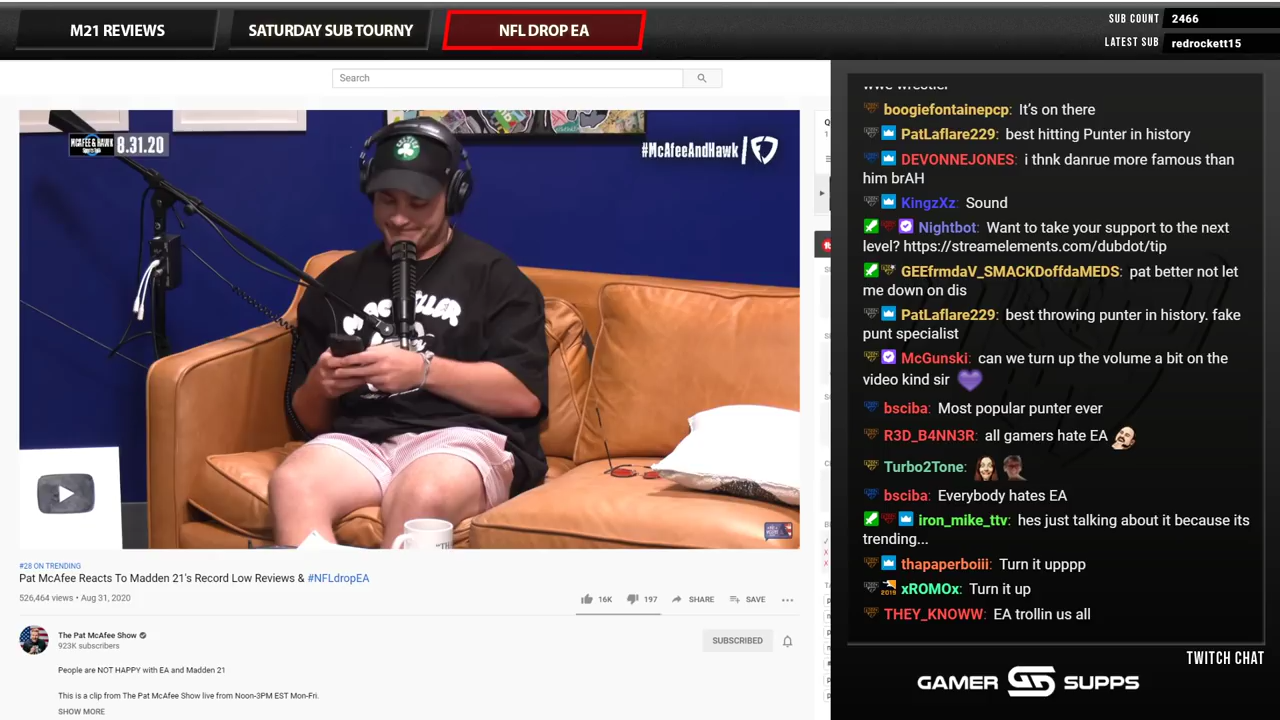 M21 REVIEWS
SATURDAY SUB TOURNY
NFL DROP EA
SUB COUNT 2466
LATEST SUB redrockett15
Search
MCAFEE & HAWK
8.31.20
#McAfeeAndHawk
#28 ON TRENDING
Pat McAfee Reacts To Madden 21's Record Low Reviews & #NFLdropEA
526,464 views • Aug 31, 2020
16K
197
SHARE
SAVE
The Pat McAfee Show
923K subscribers
SUBSCRIBED
People are NOT HAPPY with EA and Madden 21
This is a clip from The Pat McAfee Show live from Noon-3PM EST Mon-Fri.
SHOW MORE
wwe wrestler
boogiefontainepcp: It's on there
PatLaflare229: best hitting Punter in history
DEVONNEJONES: i thnk danrue more famous than
him brAH
KingzXz: Sound
Nightbot: Want to take your support to the next
level? https://streamelements.com/dubdot/tip
GEEfrmdaV_SMACKDoffdaMEDS: pat better not let
me down on dis
PatLaflare229: best throwing punter in history. fake
punt specialist
McGunski: can we turn up the volume a bit on the
video kind sir
bsciba: Most popular punter ever
R3D_B4NN3R: all gamers hate EA
Turbo2Tone:
bsciba: Everybody hates EA
iron_mike_ttv: hes just talking about it because its
trending...
thapaperboiii: Turn it upppp
xROMOx: Turn it up
THEY_KNOWW: EA trollin us all
TWITCH CHAT
GAMER GS SUPPS